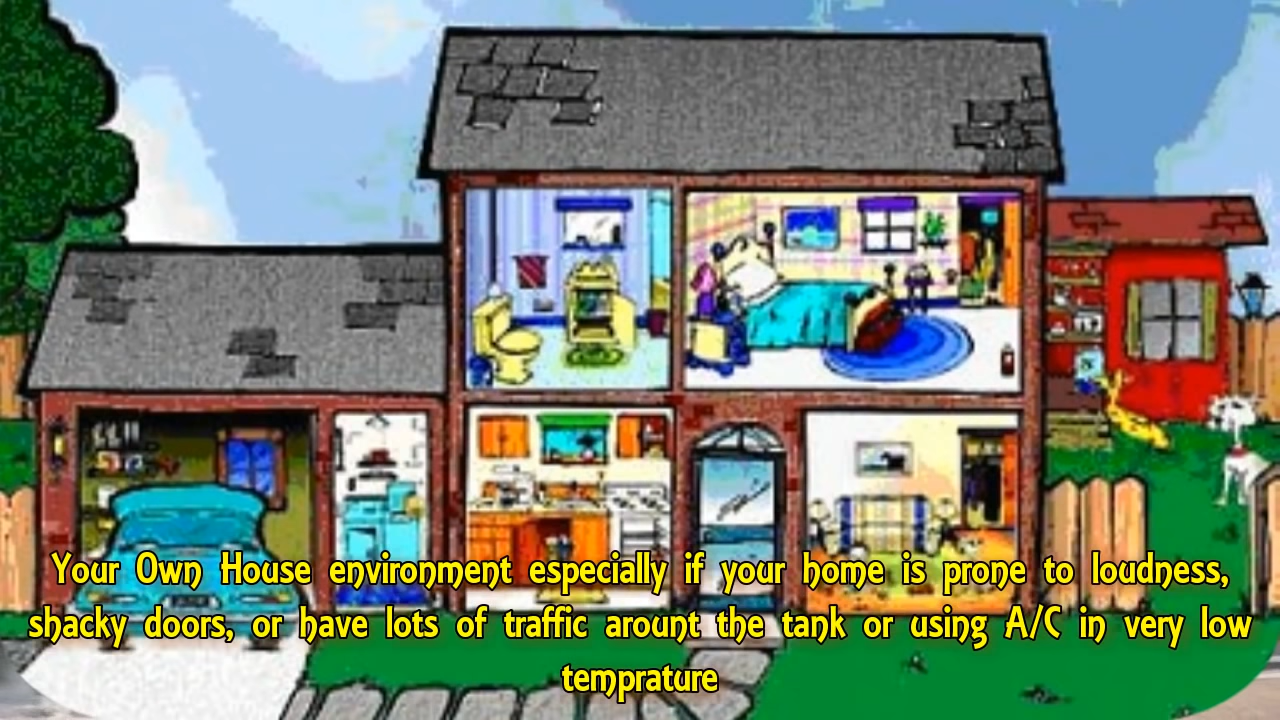 Your Own House environment especially if your home is prone to loudness,
shacky doors, or have lots of traffic arount the tank or using A/C in very low
temprature